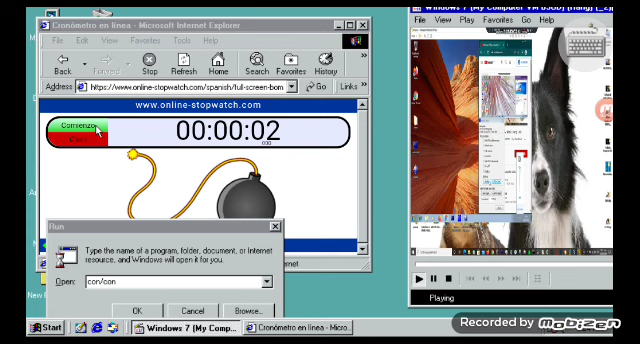 Cronómetro en línea - Microsoft Internet Explorer
File Edit View Favorites Tools Help
Back Forward Stop Refresh Home Search Favorites History
Address https://www.online-stopwatch.com/spanish/full-screen-bom Go Links
www.online-stopwatch.com
Comienzo
00:00:02
Run
Type the name of a program, folder, document, or Internet
resource, and Windows will open it for you.
Open: con/con
OK Cancel Browse...
File View Play Favorites Go Help
Playing
Start Windows 7 (My Comp... Cronómetro en línea - Micros...
Recorded by mobizen